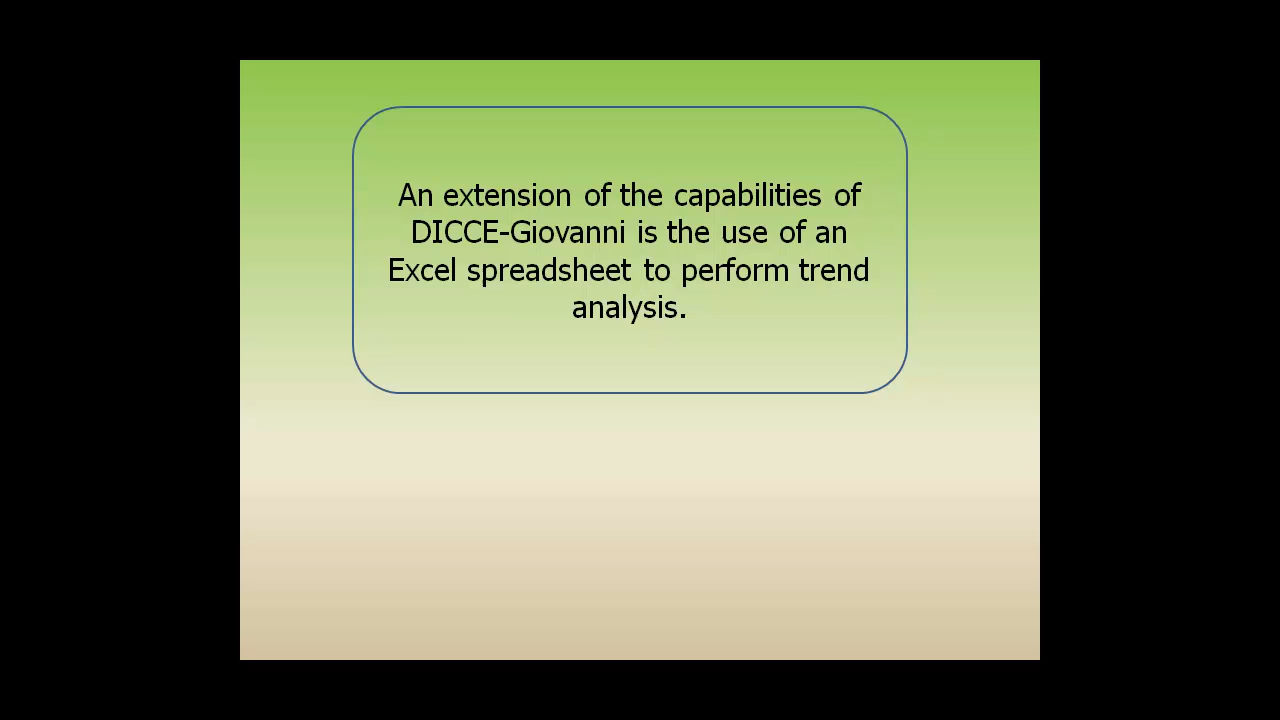 An extension of the capabilities of
DICCE-Giovanni is the use of an
Excel spreadsheet to perform trend
analysis.